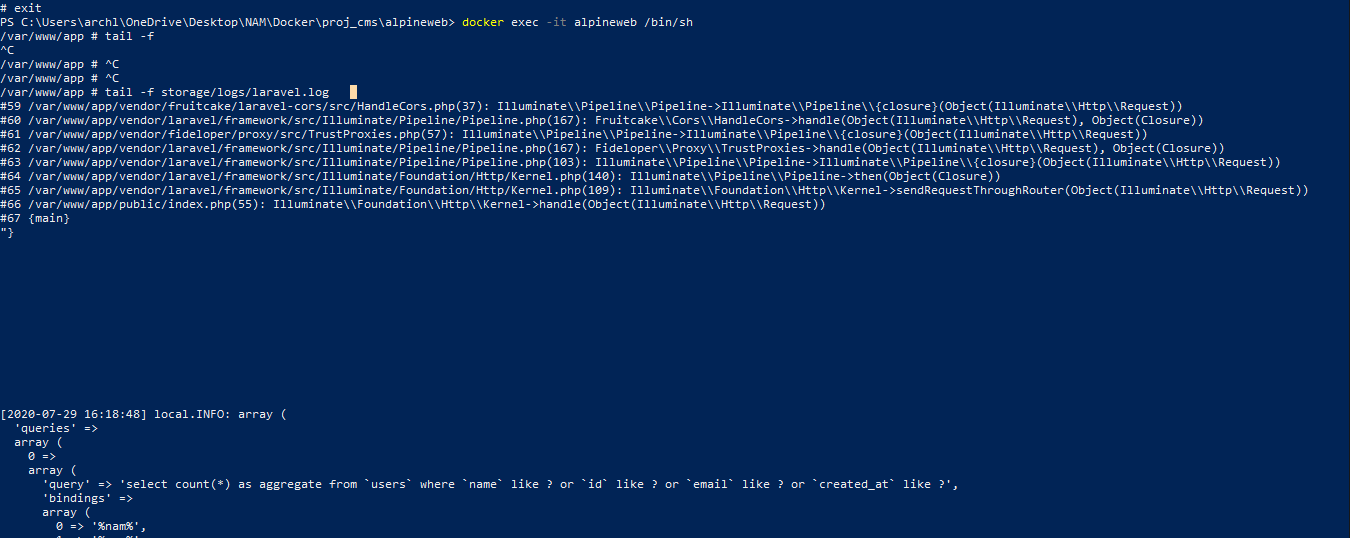 # exit
PS C:\Users\archl\OneDrive\Desktop\NAM\Docker\proj_cms\alpineweb> docker exec -it alpineweb /bin/sh
/var/www/app # tail -f
^C
/var/www/app # ^C
/var/www/app # ^C
/var/www/app # tail -f storage/logs/laravel.log
#59 /var/www/app/vendor/fruitcake/laravel-cors/src/HandleCors.php(37): Illuminate\\Pipeline\\Pipeline->Illuminate\\Pipeline\\{closure}(Object(Illuminate\\Http\\Request))
#60 /var/www/app/vendor/laravel/framework/src/Illuminate/Pipeline/Pipeline.php(167): Fruitcake\\Cors\\HandleCors->handle(Object(Illuminate\\Http\\Request), Object(Closure))
#61 /var/www/app/vendor/fideloper/proxy/src/TrustProxies.php(57): Illuminate\\Pipeline\\Pipeline->Illuminate\\Pipeline\\{closure}(Object(Illuminate\\Http\\Request))
#62 /var/www/app/vendor/laravel/framework/src/Illuminate/Pipeline/Pipeline.php(167): Fideloper\\Proxy\\TrustProxies->handle(Object(Illuminate\\Http\\Request), Object(Closure))
#63 /var/www/app/vendor/laravel/framework/src/Illuminate/Pipeline/Pipeline.php(103): Illuminate\\Pipeline\\Pipeline->Illuminate\\Pipeline\\{closure}(Object(Illuminate\\Http\\Request))
#64 /var/www/app/vendor/laravel/framework/src/Illuminate/Foundation/Http/Kernel.php(140): Illuminate\\Pipeline\\Pipeline->then(Object(Closure))
#65 /var/www/app/vendor/laravel/framework/src/Illuminate/Foundation/Http/Kernel.php(109): Illuminate\\Foundation\\Http\\Kernel->sendRequestThroughRouter(Object(Illuminate\\Http\\Request))
#66 /var/www/app/public/index.php(55): Illuminate\\Foundation\\Http\\Kernel->handle(Object(Illuminate\\Http\\Request))
#67 {main}
"}
[2020-07-29 16:18:48] local.INFO: array (
'queries' =>
array (
0 =>
array (
'query' => 'select count(*) as aggregate from `users` where `name` like ? or `id` like ? or `email` like ? or `created_at` like ?',
'bindings' =>
array (
0 => '%nam%',